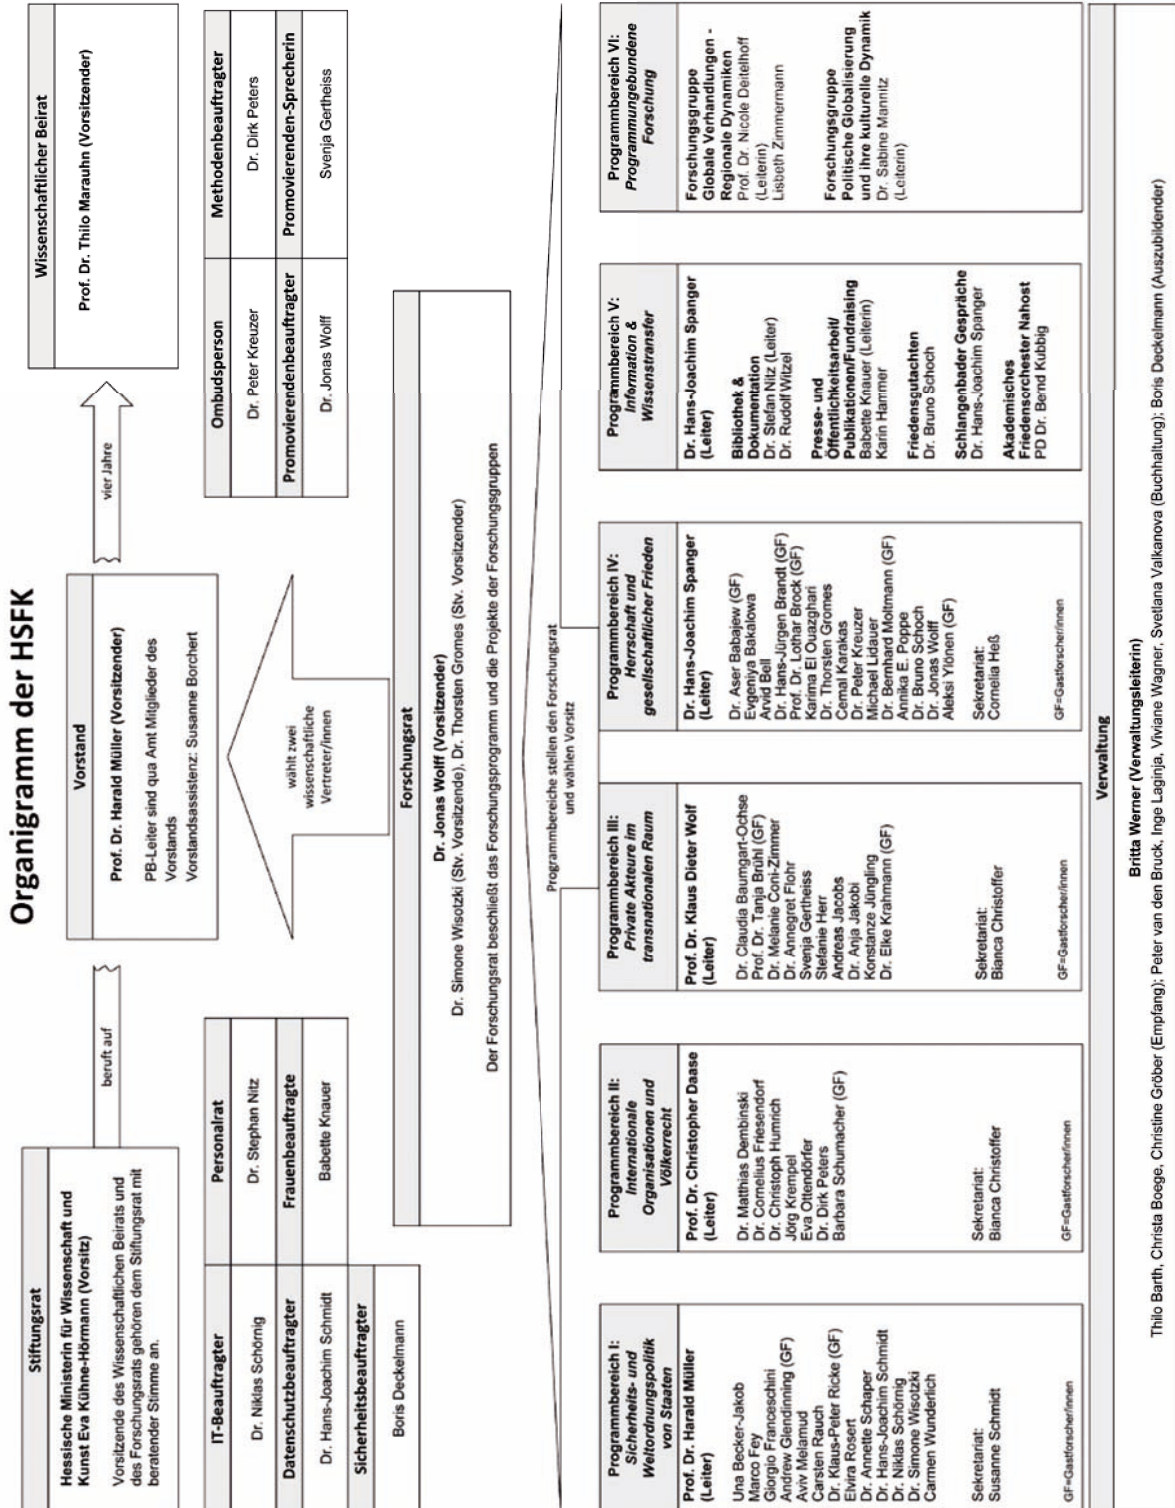 Organigramm der HSFK
Stiftungsrat
Hessische Ministerin für Wissenschaft und
Kunst Eva Kühne-Hörmann (Vorsitz)
Vorsitzende des Wissenschaftlichen Beirats und
des Forschungsrats gehören dem Stiftungsrat mit
beratender Stimme an.
beruft auf
Vorstand
Prof. Dr. Harald Müller (Vorsitzender)
PB-Leiter sind qua Amt Mitglieder des
Vorstands
Vorstandsassistenz: Susanne Borchert
vier Jahre
Wissenschaftlicher Beirat
Prof. Dr. Thilo Marauhn (Vorsitzender)
IT-Beauftragter
Dr. Niklas Schörnig
Datenschutzbeauftragter
Dr. Hans-Joachim Schmidt
Sicherheitsbeauftragter
Boris Deckelmann
Personalrat
Dr. Stephan Nitz
Frauenbeauftragte
Babette Knauer
wählt zwei
wissenschaftliche
Vertreter/innen
Ombudsperson
Dr. Peter Kreuzer
Promovierendenbeauftragter
Dr. Jonas Wolff
Methodenbeauftragter
Dr. Dirk Peters
Promovierenden-Sprecherin
Svenja Gertheiss
Forschungsrat
Dr. Jonas Wolff (Vorsitzender)
Dr. Simone Wisotzki (Stv. Vorsitzende), Dr. Thorsten Gromes (Stv. Vorsitzender)
Der Forschungsrat beschließt das Forschungsprogramm und die Projekte der Forschungsgruppen
Programmbereiche stellen den Forschungsrat
und wählen Vorsitz
Programmbereich I:
Sicherheits- und
Weltordnungspolitik
von Staaten
Prof. Dr. Harald Müller
(Leiter)
Una Becker-Jakob
Marco Fey
Giorgio Franceschini
Andrew Glendinning (GF)
Aviv Melamud
Carsten Rauch
Dr. Klaus-Peter Ricke (GF)
Elvira Rosert
Dr. Annette Schaper
Dr. Hans-Joachim Schmidt
Dr. Niklas Schörnig
Dr. Simone Wisotzki
Carmen Wunderlich
Sekretariat:
Susanne Schmidt
GF=Gastforscher/innen
Programmbereich II:
Internationale
Organisationen und
Völkerrecht
Prof. Dr. Christopher Daase
(Leiter)
Dr. Matthias Dembinski
Dr. Cornelius Friesendorf
Dr. Christoph Humrich
Jörg Krempel
Eva Ottendörfer
Dr. Dirk Peters
Barbara Schumacher (GF)
Sekretariat:
Bianca Christoffer
GF=Gastforscher/innen
Programmbereich III:
Private Akteure im
transnationalen Raum
Prof. Dr. Klaus Dieter Wolf
(Leiter)
Dr. Claudia Baumgart-Ochse
Prof. Dr. Tanja Brühl (GF)
Dr. Melanie Coni-Zimmer
Dr. Annegret Flohr
Svenja Gertheiss
Stefanie Herr
Andreas Jacobs
Dr. Anja Jakobi
Konstanze Jüngling
Dr. Elke Krahmann (GF)
Sekretariat:
Bianca Christoffer
GF=Gastforscher/innen
Programmbereich IV:
Herrschaft und
gesellschaftlicher Frieden
Dr. Hans-Joachim Spanger
(Leiter)
Dr. Aser Babajew (GF)
Evgeniya Bakalowa
Arvid Bell
Dr. Hans-Jürgen Brandt (GF)
Prof. Dr. Lothar Brock (GF)
Karima El Ouazghari
Dr. Thorsten Gromes
Cemal Karakas
Dr. Peter Kreuzer
Michael Lidauer
Dr. Bernhard Moltmann (GF)
Annika E. Poppe
Dr. Bruno Schoch
Dr. Jonas Wolff
Aleksi Ylönen (GF)
Sekretariat:
Cornelia Heß
GF=Gastforscher/innen
Programmbereich V:
Information &
Wissenstransfer
Dr. Hans-Joachim Spanger
(Leiter)
Bibliothek &
Dokumentation
Dr. Stefan Nitz (Leiter)
Dr. Rudolf Witzel
Presse- und
Öffentlichkeitsarbeit/
Publikationen/Fundraising
Babette Knauer (Leiterin)
Karin Hammer
Friedensgutachten
Dr. Bruno Schoch
Schlangenbader Gespräche
Dr. Hans-Joachim Spanger
Akademisches
Friedensorchester Nahost
PD Dr. Bernd Kubbig
Programmbereich VI:
Programmungebundene
Forschung
Forschungsgruppe
Globale Verhandlungen -
Regionale Dynamiken
Prof. Dr. Nicole Deitelhoff
(Leiterin)
Lisbeth Zimmermann
Forschungsgruppe
Politische Globalisierung
und ihre kulturelle Dynamik
Dr. Sabine Mannitz
(Leiterin)
Verwaltung
Britta Werner (Verwaltungsleiterin)
Thilo Barth, Christa Boege, Christine Gröber (Empfang); Peter van den Bruck, Inge Laginja, Viviane Wagner, Svetlana Valkanova (Buchhaltung); Boris Deckelmann (Auszubildender)